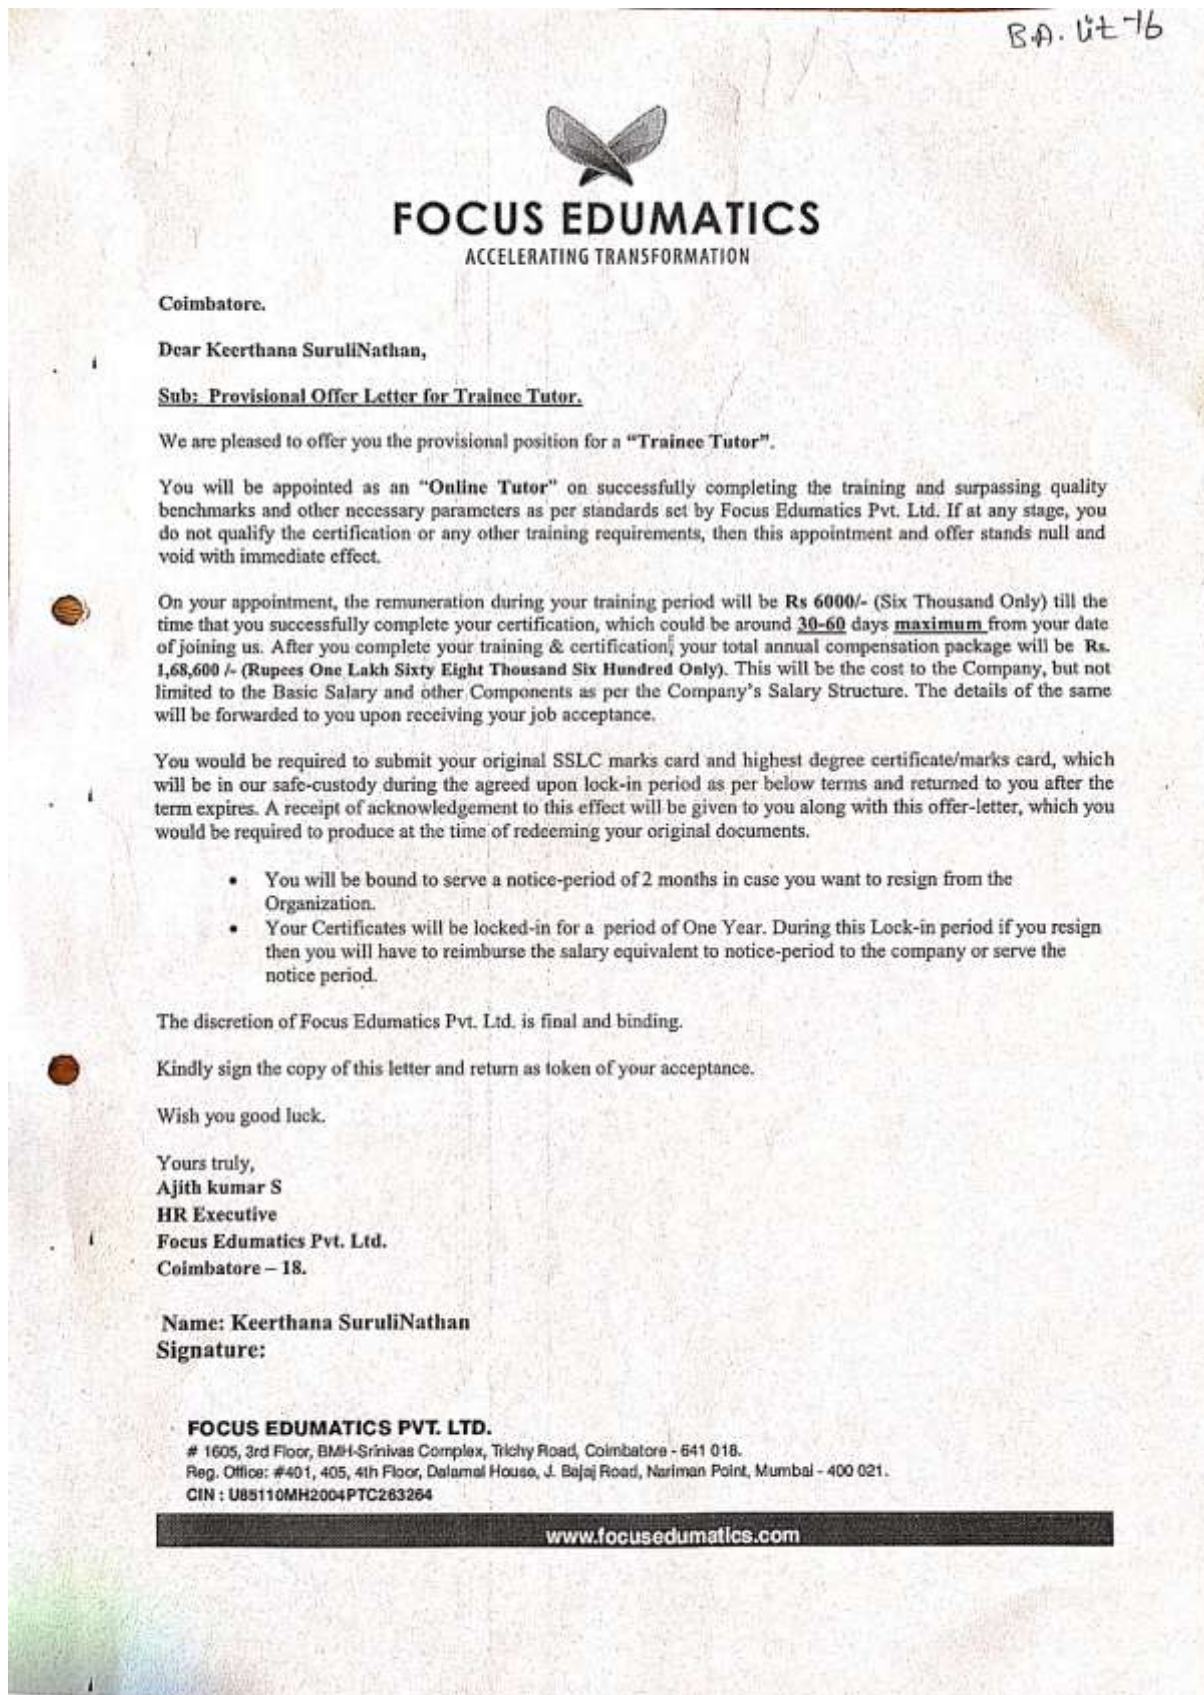 B.A. Lit-16
FOCUS EDUMATICS
ACCELERATING TRANSFORMATION
Coimbatore.
Dear Keerthana SuruliNathan,
Sub: Provisional Offer Letter for Trainee Tutor.
We are pleased to offer you the provisional position for a “Trainee Tutor”.
You will be appointed as an “Online Tutor” on successfully completing the training and surpassing quality
benchmarks and other necessary parameters as per standards set by Focus Edumatics Pvt. Ltd. If at any stage, you
do not qualify the certification or any other training requirements, then this appointment and offer stands null and
void with immediate effect.
On your appointment, the remuneration during your training period will be Rs 6000/- (Six Thousand Only) till the
time that you successfully complete your certification, which could be around 30-60 days maximum from your date
of joining us. After you complete your training & certification, your total annual compensation package will be Rs.
1,68,600 /- (Rupees One Lakh Sixty Eight Thousand Six Hundred Only). This will be the cost to the Company, but not
limited to the Basic Salary and other Components as per the Company’s Salary Structure. The details of the same
will be forwarded to you upon receiving your job acceptance.
You would be required to submit your original SSLC marks card and highest degree certificate/marks card, which
will be in our safe-custody during the agreed upon lock-in period as per below terms and returned to you after the
term expires. A receipt of acknowledgement to this effect will be given to you along with this offer-letter, which you
would be required to produce at the time of redeeming your original documents.
• You will be bound to serve a notice-period of 2 months in case you want to resign from the
Organization.
• Your Certificates will be locked-in for a period of One Year. During this Lock-in period if you resign
then you will have to reimburse the salary equivalent to notice-period to the company or serve the
notice period.
The discretion of Focus Edumatics Pvt. Ltd. is final and binding.
Kindly sign the copy of this letter and return as token of your acceptance.
Wish you good luck.
Yours truly,
Ajith kumar S
HR Executive
Focus Edumatics Pvt. Ltd.
Coimbatore – 18.
Name: Keerthana SuruliNathan
Signature:
FOCUS EDUMATICS PVT. LTD.
# 1605, 3rd Floor, BMH-Srinivas Complex, Trichy Road, Coimbatore - 641 018.
Reg. Office: #401, 405, 4th Floor, Dalamal House, J. Bajaj Road, Nariman Point, Mumbai - 400 021.
CIN : U85110MH2004PTC263264
www.focusedumatics.com